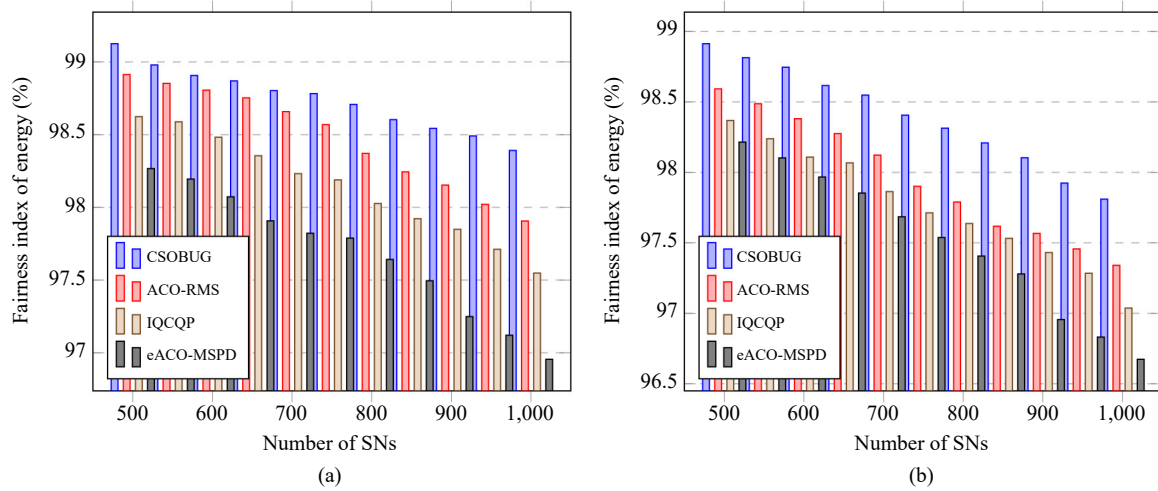 Fairness index of energy (%)
99
98.5
98
97.5
97
CSOBUG
ACO-RMS
IQCQP
eACO-MSPD
500 600 700 800 900 1,000
Number of SNs
(a)
Fairness index of energy (%)
99
98.5
98
97.5
97
96.5
CSOBUG
ACO-RMS
IQCQP
eACO-MSPD
500 600 700 800 900 1,000
Number of SNs
(b)